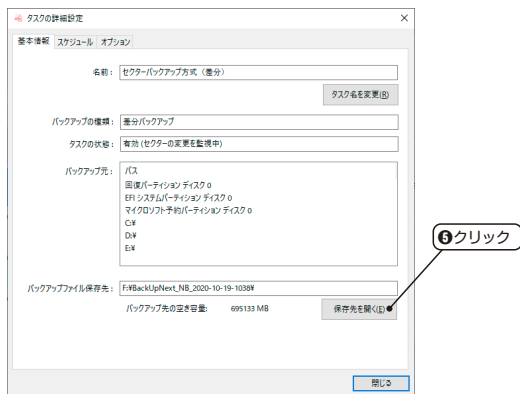 タスクの詳細設定
基本情報 スケジュール オプション
名前： セクターバックアップ方式（差分）
タスク名を変更(R)
バックアップの種類： 差分バックアップ
タスクの状態： 有効 (セクターの変更を監視中)
バックアップ元： パス
回復パーティション ディスク 0
EFI システムパーティション ディスク 0
マイクロソフト予約パーティション ディスク 0
C:¥
D:¥
E:¥
❺クリック
バックアップファイル保存先： F:¥BackUpNext_NB_2020-10-19-1038¥
バックアップ先の空き容量: 695133 MB 保存先を開く(E)
閉じる